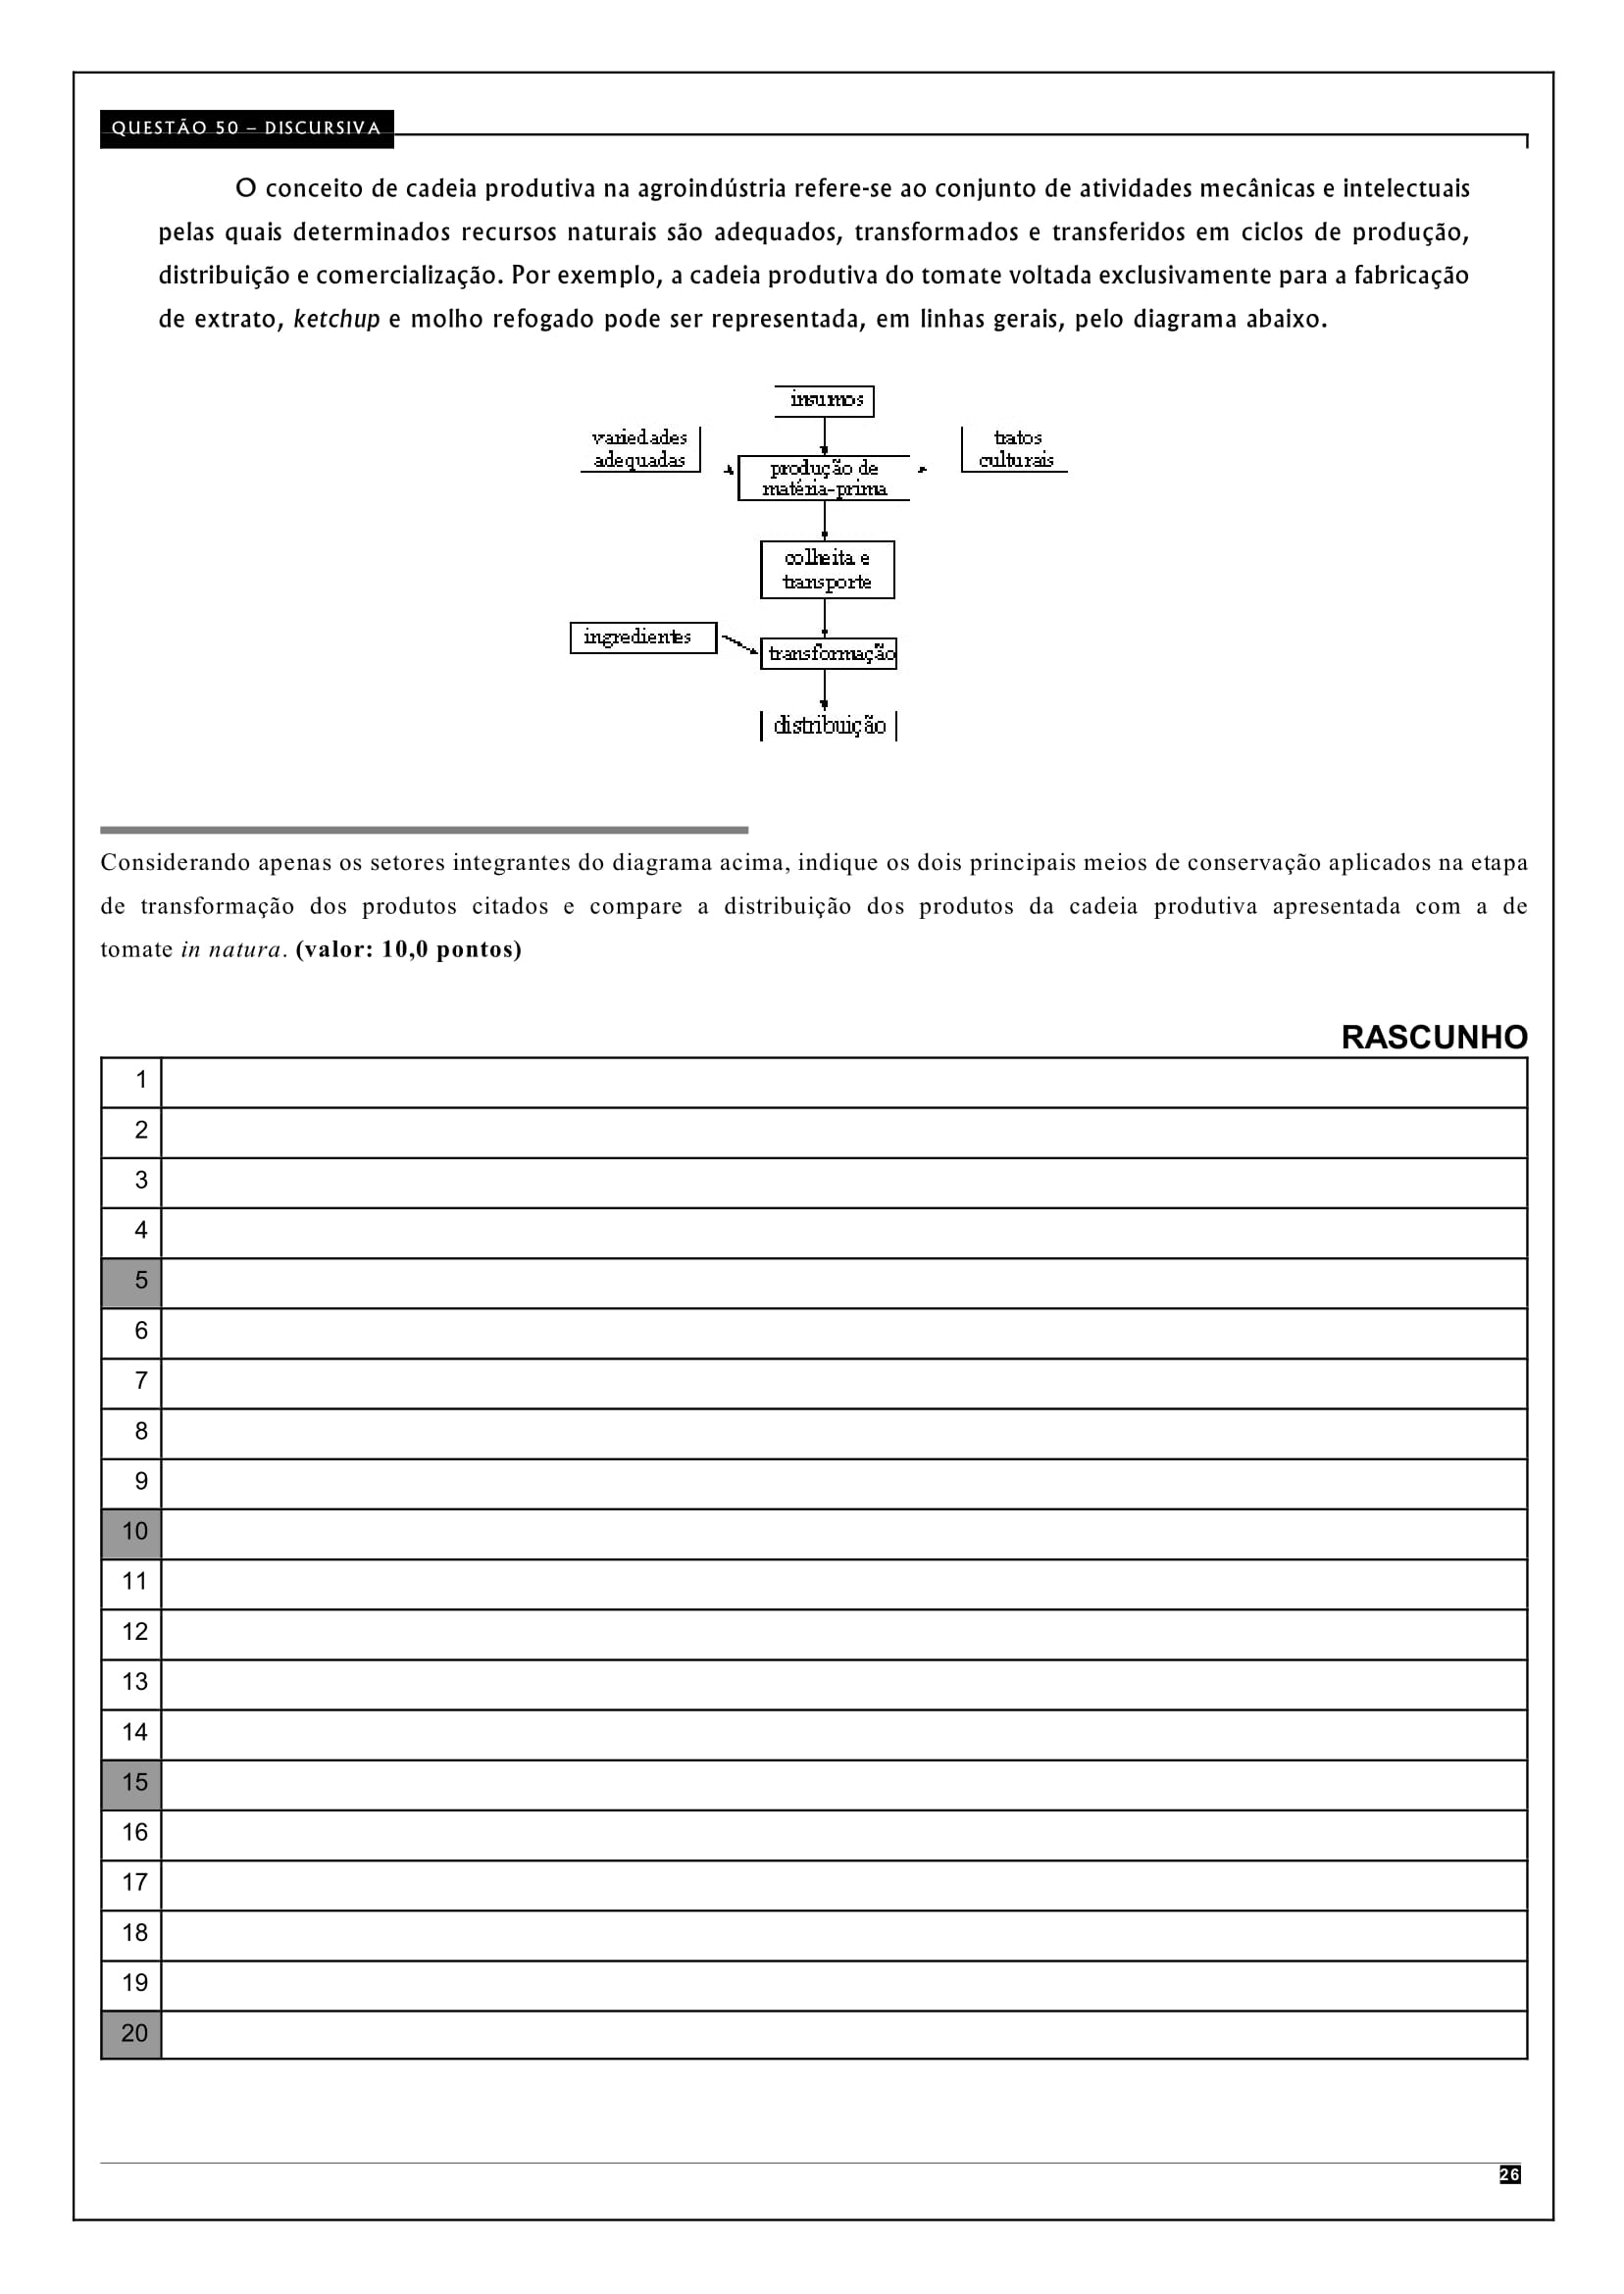 QUESTÃO 50 – DISCURSIVA
O conceito de cadeia produtiva na agroindústria refere-se ao conjunto de atividades mecânicas e intelectuais
pelas quais determinados recursos naturais são adequados, transformados e transferidos em ciclos de produção,
distribuição e comercialização. Por exemplo, a cadeia produtiva do tomate voltada exclusivamente para a fabricação
de extrato, ketchup e molho refogado pode ser representada, em linhas gerais, pelo diagrama abaixo.
insumos
variedades
adequadas
produção de
matéria-prima
tratos
culturais
colheita e
transporte
ingredientes
transformação
distribuição
Considerando apenas os setores integrantes do diagrama acima, indique os dois principais meios de conservação aplicados na etapa
de transformação dos produtos citados e compare a distribuição dos produtos da cadeia produtiva apresentada com a de
tomate in natura. (valor: 10,0 pontos)
RASCUNHO
1
2
3
4
5
6
7
8
9
10
11
12
13
14
15
16
17
18
19
20
26